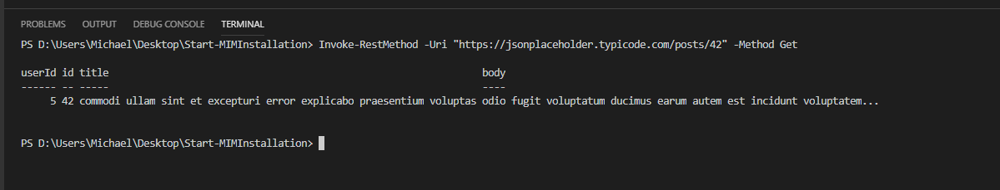 PROBLEMS OUTPUT DEBUG CONSOLE TERMINAL
PS D:\Users\Michael\Desktop\Start-MIMInstallation> Invoke-RestMethod -Uri "https://jsonplaceholder.typicode.com/posts/42" -Method Get
userId id title body
------ -- ----- ----
5 42 commodi ullam sint et excepturi error explicabo praesentium voluptas odio fugit voluptatum ducimus earum autem est incidunt voluptatem...
PS D:\Users\Michael\Desktop\Start-MIMInstallation>